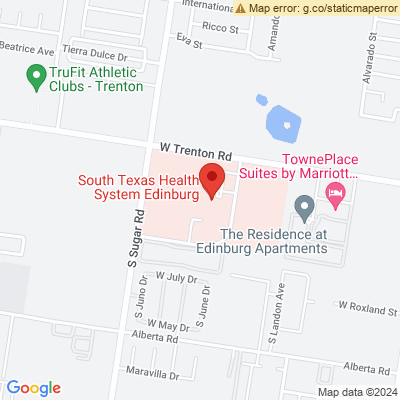 Map error: g.co/staticmaperror
International
Ricco St
Beatrice Ave
Eva St
Amando
Alvarado St
Tierra Dulce Dr
TruFit Athletic
Clubs - Trenton
W Trenton Rd
TownePlace
Suites by Marriott...
South Texas Health
System Edinburg
The Residence at
Edinburg Apartments
S Sugar Rd
W July Dr
S Juno Dr
S June Dr
S Landon Ave
W Roxland St
W May Dr
Alberta Rd
Alberta Rd
Maravilla Dr
Google
Map data ©2024